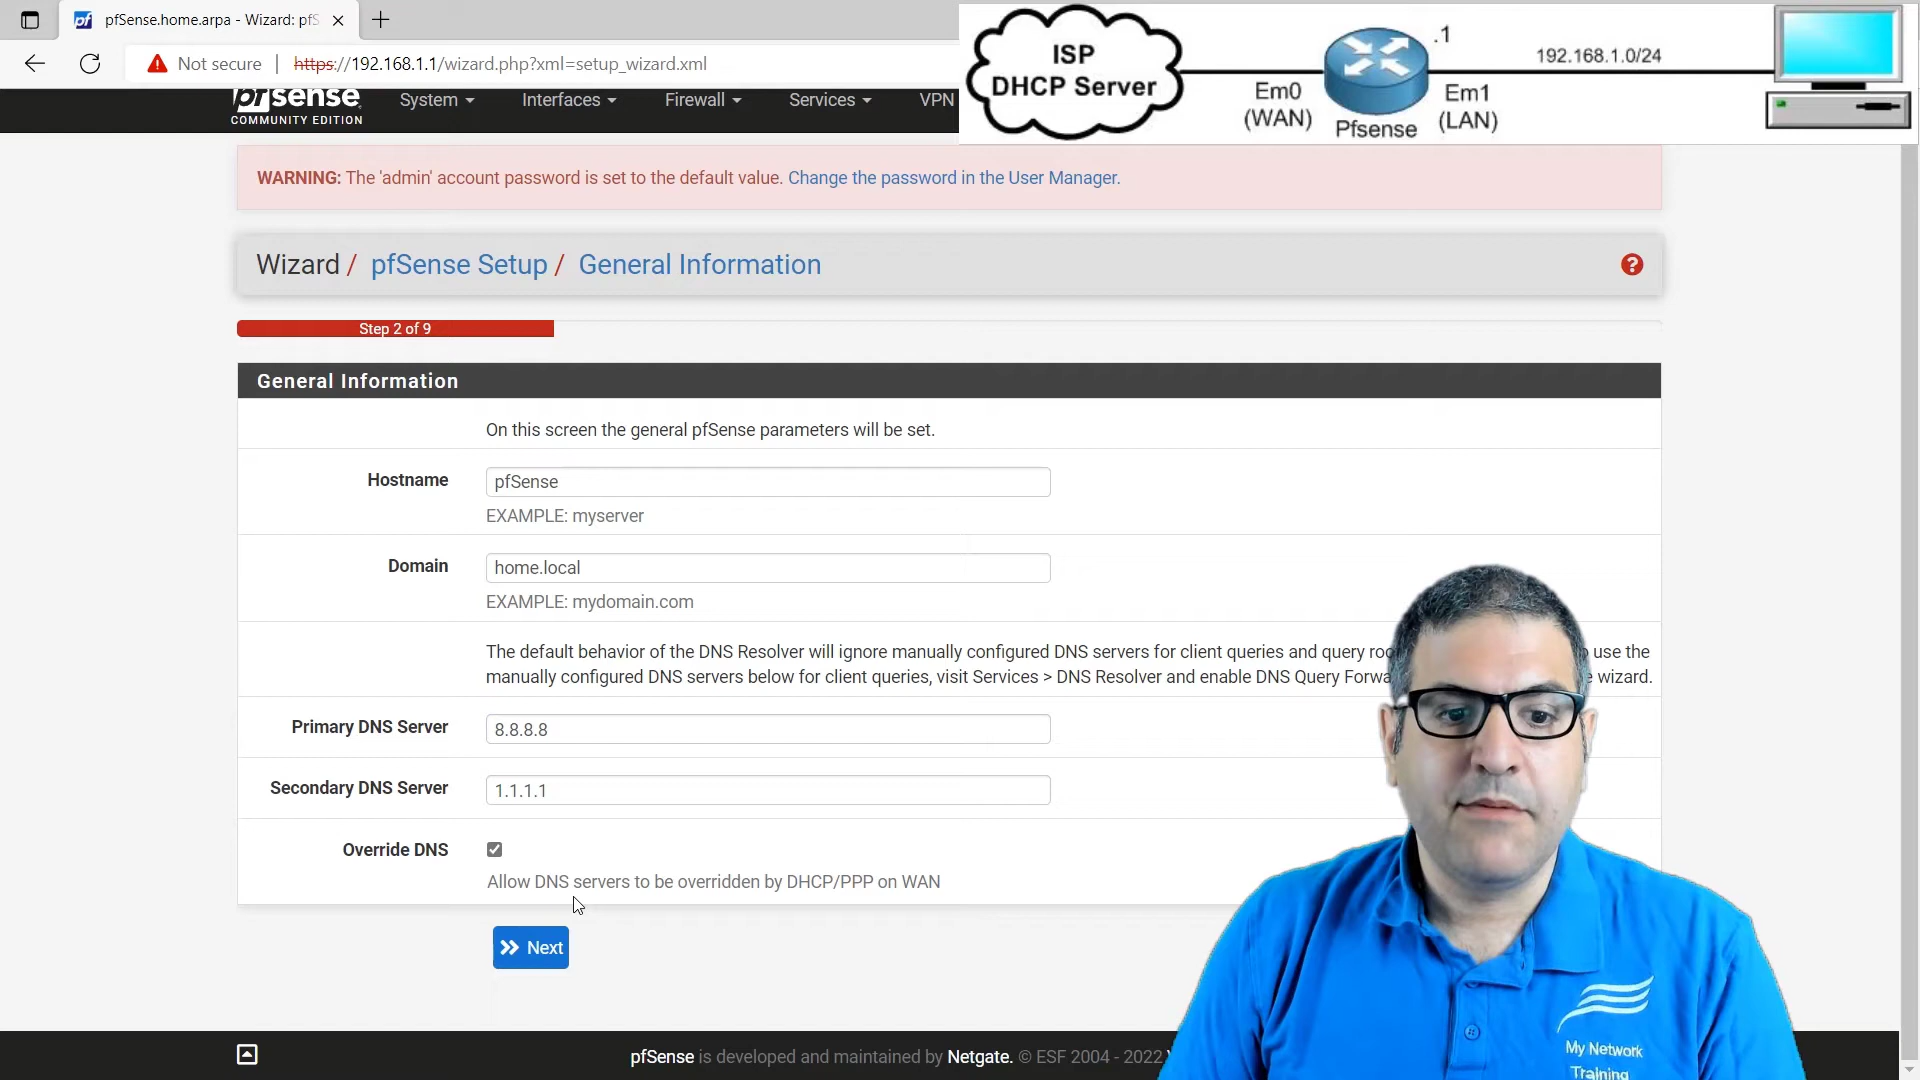 pfSense.home.arpa - Wizard: pfS
Not secure
https://192.168.1.1/wizard.php?xml=setup_wizard.xml
ISP
DHCP Server
Em0
(WAN)
Pfsense
.1
Em1
(LAN)
192.168.1.0/24
pfsense
COMMUNITY EDITION
System
Interfaces
Firewall
Services
VPN
WARNING: The 'admin' account password is set to the default value. Change the password in the User Manager.
Wizard / pfSense Setup / General Information
Step 2 of 9
General Information
On this screen the general pfSense parameters will be set.
Hostname
pfSense
EXAMPLE: myserver
Domain
home.local
EXAMPLE: mydomain.com
The default behavior of the DNS Resolver will ignore manually configured DNS servers for client queries and query use the
manually configured DNS servers below for client queries, visit Services > DNS Resolver and enable DNS Query wizard.
Primary DNS Server
8.8.8.8
Secondary DNS Server
1.1.1.1
Override DNS
Allow DNS servers to be overridden by DHCP/PPP on WAN
Next
pfSense is developed and maintained by Netgate. © ESF 2004 - 2022
My Network
Training